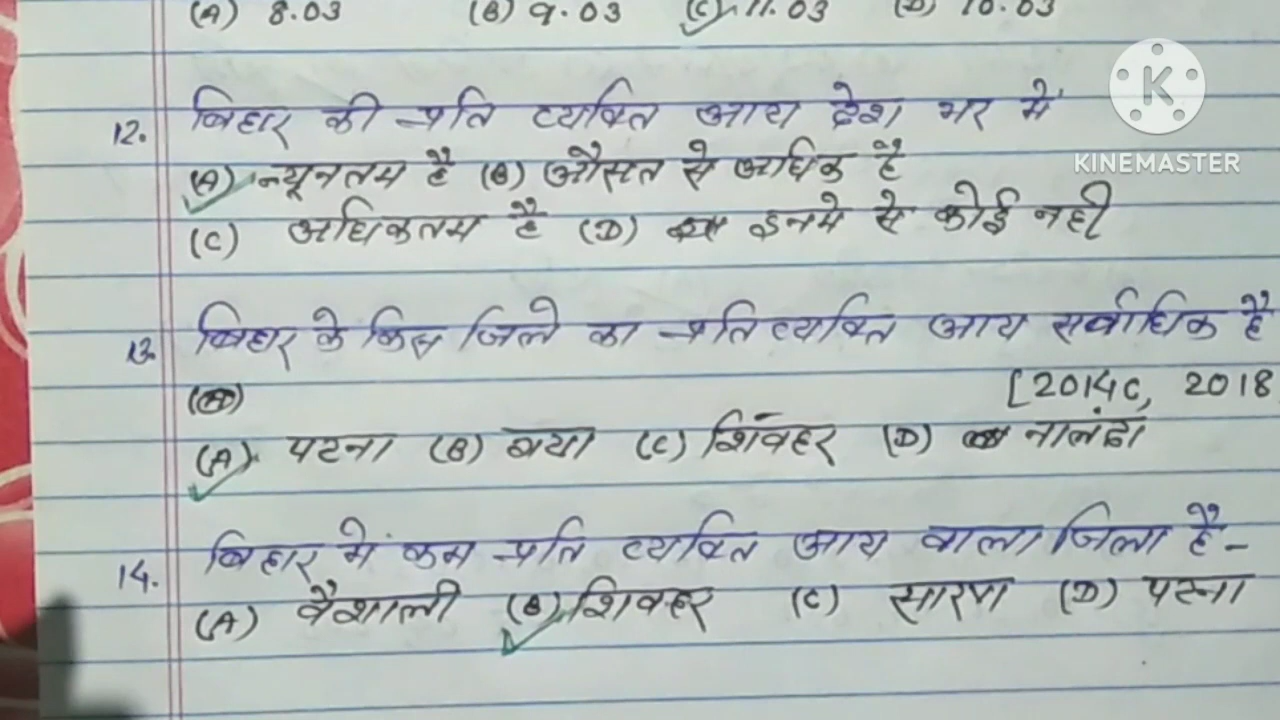 (A) 8.03 (B) 9.03 (C) 11.03 (D) 10.03
12. बिहार की प्रति व्यक्ति आय देश भर में
(A) न्यूनतम है (B) औसत से अधिक है
(C) अधिकतम है (D) इनमे से कोई नही
13. बिहार के किस जिले का प्रतिव्यक्ति आय सर्वाधिक है
(A) [2014C, 2018
(A) पटना (B) गया (C) शिवहर (D) नालंदा
14. बिहार में कम प्रति व्यक्ति आय वाला जिला है-
(A) वैशाली (B) शिवहर (C) सारण (D) पटना
K
KINEMASTER